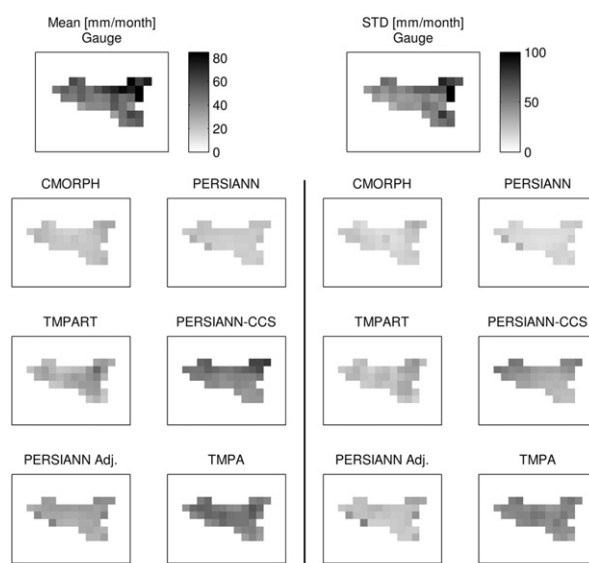 Mean [mm/month]
Gauge
80
60
40
20
0
STD [mm/month]
Gauge
100
50
0
CMORPH
PERSIANN
CMORPH
PERSIANN
TMPART
PERSIANN-CCS
TMPART
PERSIANN-CCS
PERSIANN Adj.
TMPA
PERSIANN Adj.
TMPA